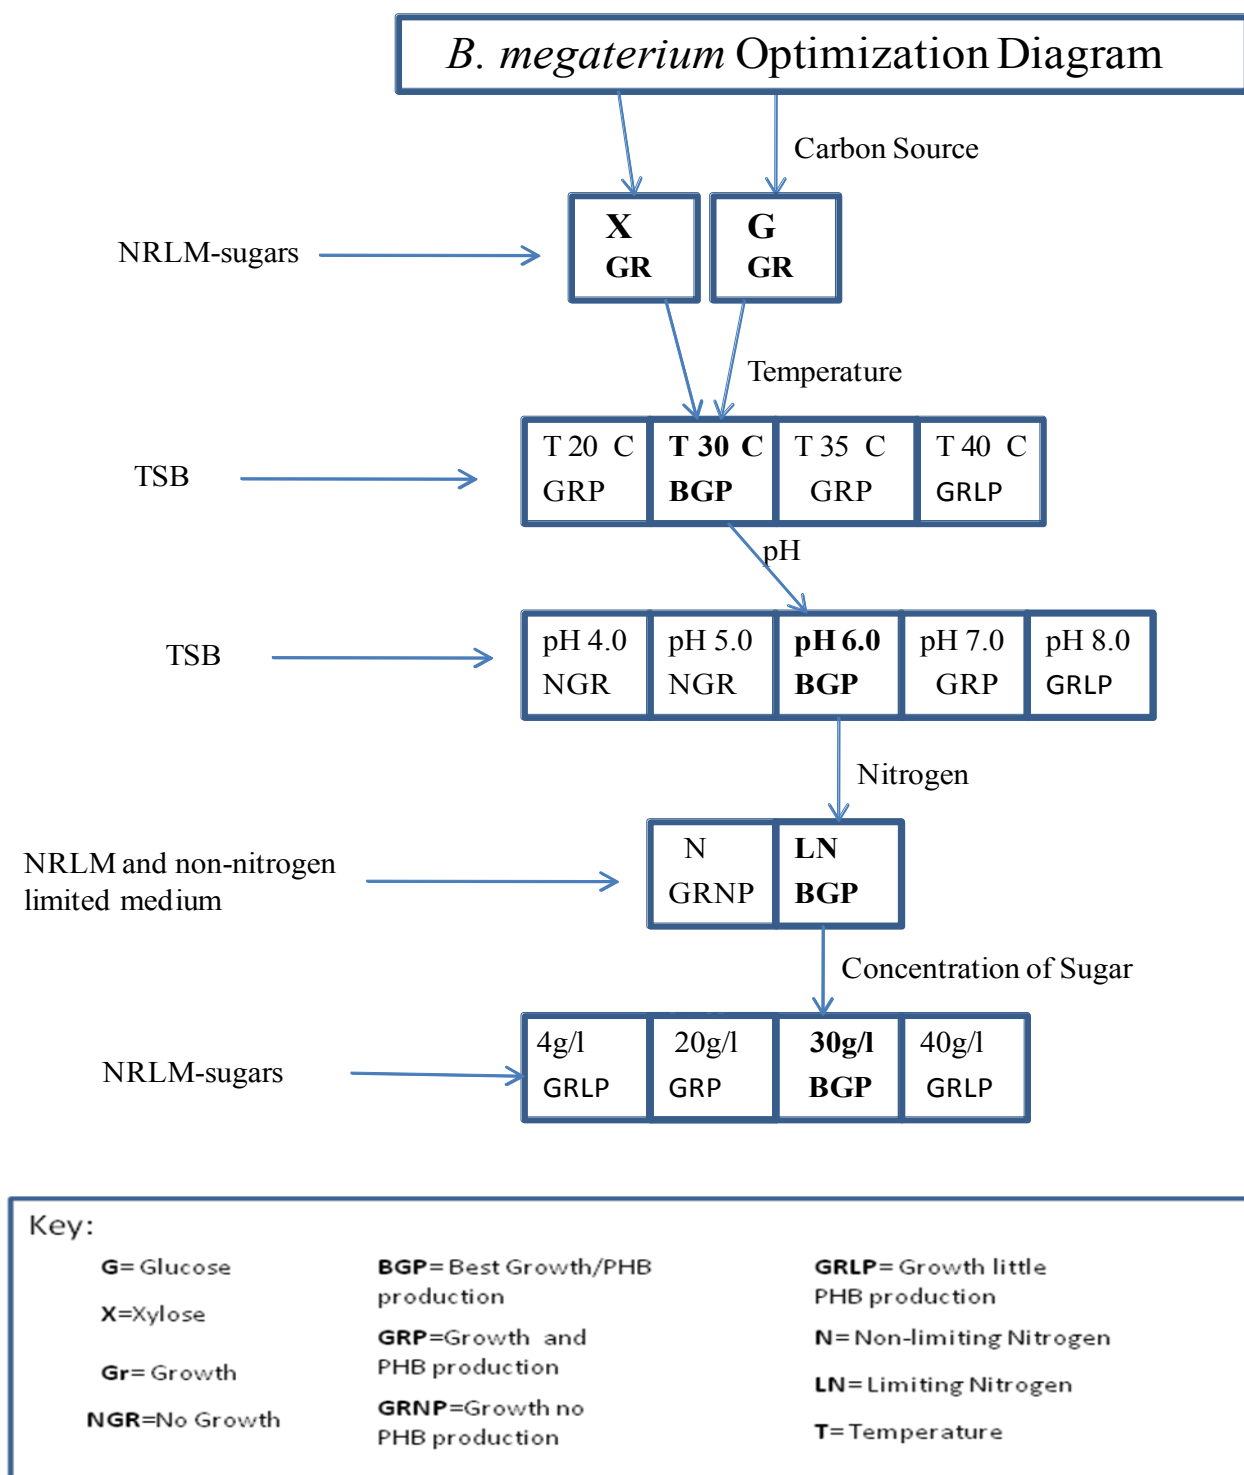 B. megaterium Optimization Diagram
Carbon Source
X
GR
G
GR
NRLM-sugars
Temperature
T 20 C
GRP
T 30 C
BGP
T 35 C
GRP
T 40 C
GRLP
TSB
pH
pH 4.0
NGR
pH 5.0
NGR
pH 6.0
BGP
pH 7.0
GRP
pH 8.0
GRLP
TSB
Nitrogen
N
GRNP
LN
BGP
NRLM and non-nitrogen
limited medium
Concentration of Sugar
4g/l
GRLP
20g/l
GRP
30g/l
BGP
40g/l
GRLP
NRLM-sugars
Key:
G= Glucose
X=Xylose
Gr= Growth
NGR=No Growth
BGP= Best Growth/PHB
production
GRP=Growth and
PHB production
GRNP=Growth no
PHB production
GRLP= Growth little
PHB production
N= Non-limiting Nitrogen
LN= Limiting Nitrogen
T= Temperature